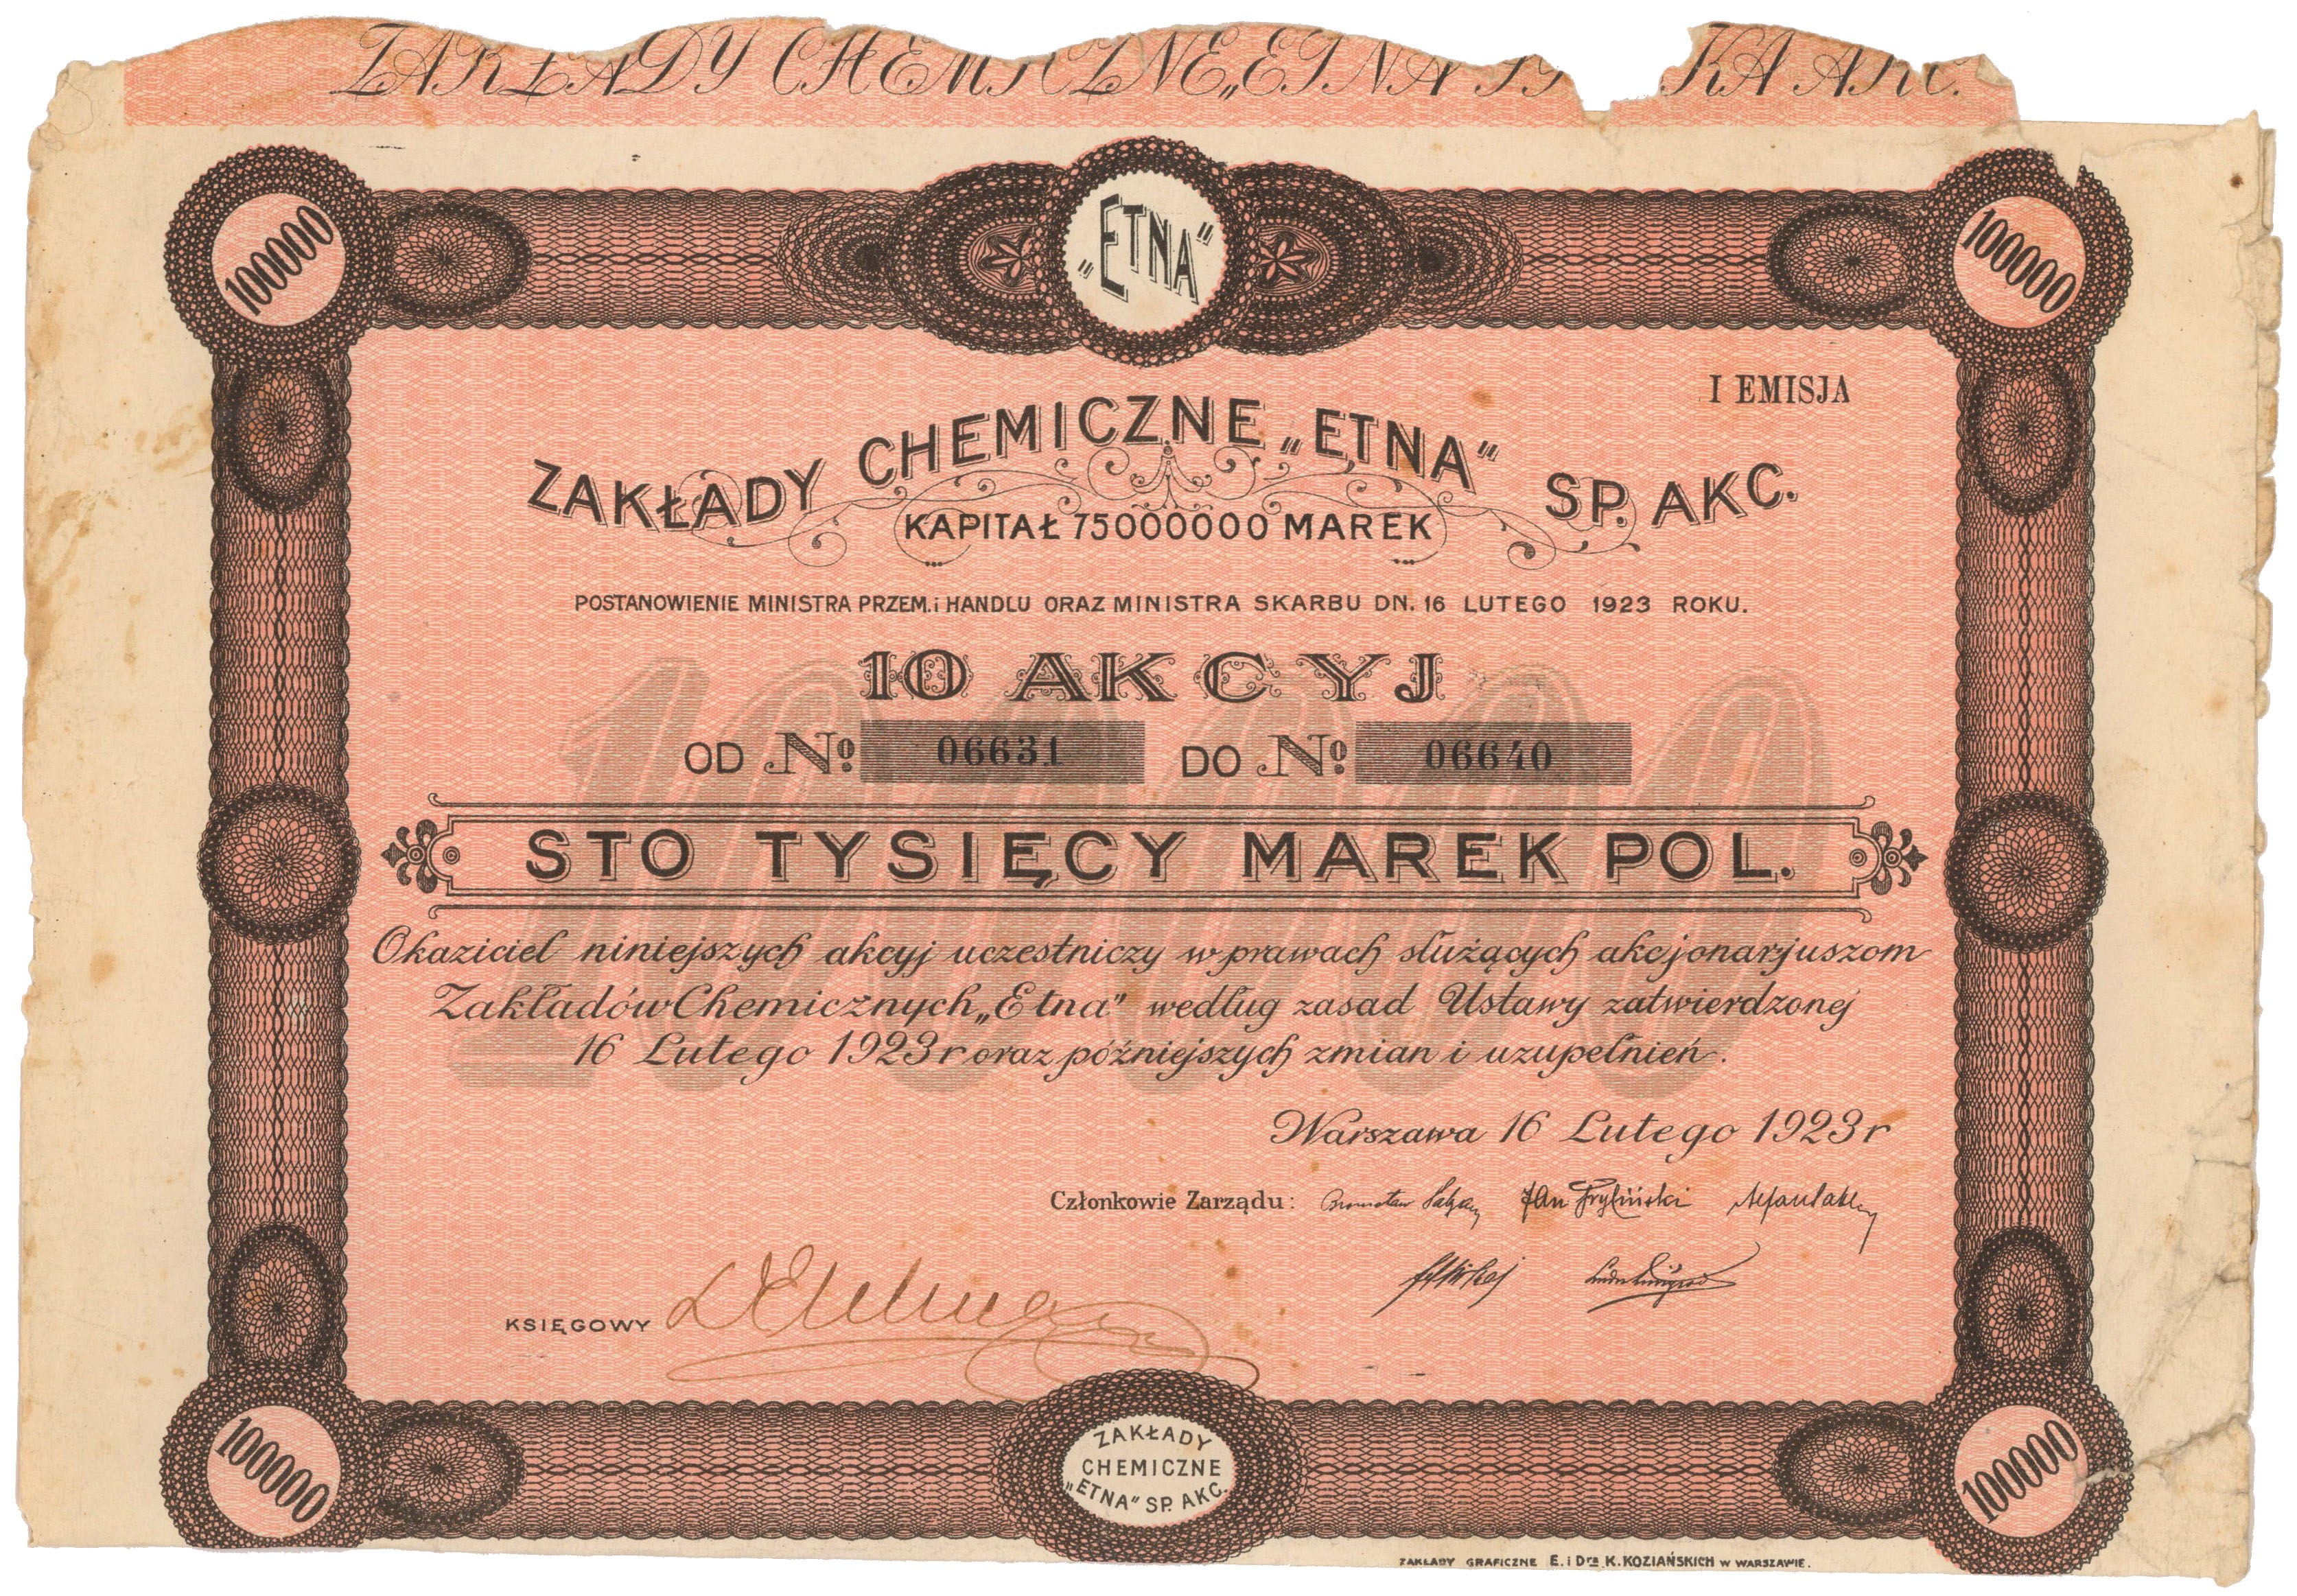 ZAKŁADY CHEMICZNE „ETNA" KA AKC.
100000
„ETNA"
100000
I EMISJA
ZAKŁADY CHEMICZNE „ETNA" SP. AKC.
KAPITAŁ 75000000 MAREK
POSTANOWIENIE MINISTRA PRZEM. i HANDLU ORAZ MINISTRA SKARBU DN. 16 LUTEGO 1923 ROKU.
10 AKCYJ
OD No. 06631 DO No. 06640
100000
STO TYSIĘCY MAREK POL.
Okaziciel niniejszych akcyj uczestniczy w prawach służących akcjonarjuszom
Zakładów Chemicznych „Etna" według zasad Ustawy zatwierdzonej
16 Lutego 1923 r oraz późniejszych zmian i uzupełnień.
Warszawa 16 Lutego 1923 r
Członkowie Zarządu: Jan
KSIĘGOWY
100000
ZAKŁADY
CHEMICZNE
„ETNA" SP. AKC.
100000
ZAKŁADY GRAFICZNE E. i Dra K. KOZIAŃSKICH W WARSZAWIE.